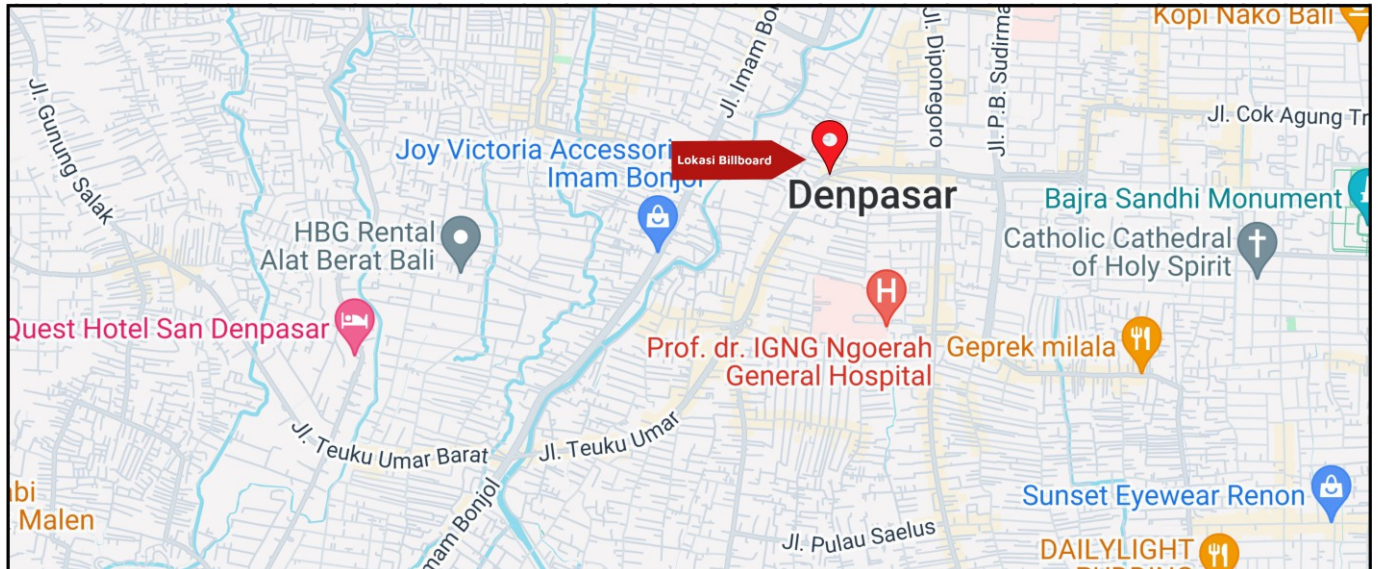 Kopi Nako Bali
Jl. Imam Bo
Jl. Diponegoro
Jl. P.B. Sudirma
Jl. Gunung Salak
Jl. Cok Agung Tr
Joy Victoria Accessori
Imam Bonjol
Lokasi Billboard
Denpasar
Bajra Sandhi Monument
HBG Rental
Alat Berat Bali
Catholic Cathedral
of Holy Spirit
H
Quest Hotel San Denpasar
Prof. dr. IGNG Ngoerah
General Hospital
Geprek milala
Jl. Teuku Umar Barat
Jl. Teuku Umar
bi
Malen
Imam Bonjol
Sunset Eyewear Renon
Jl. Pulau Saelus
DAILYLIGHT